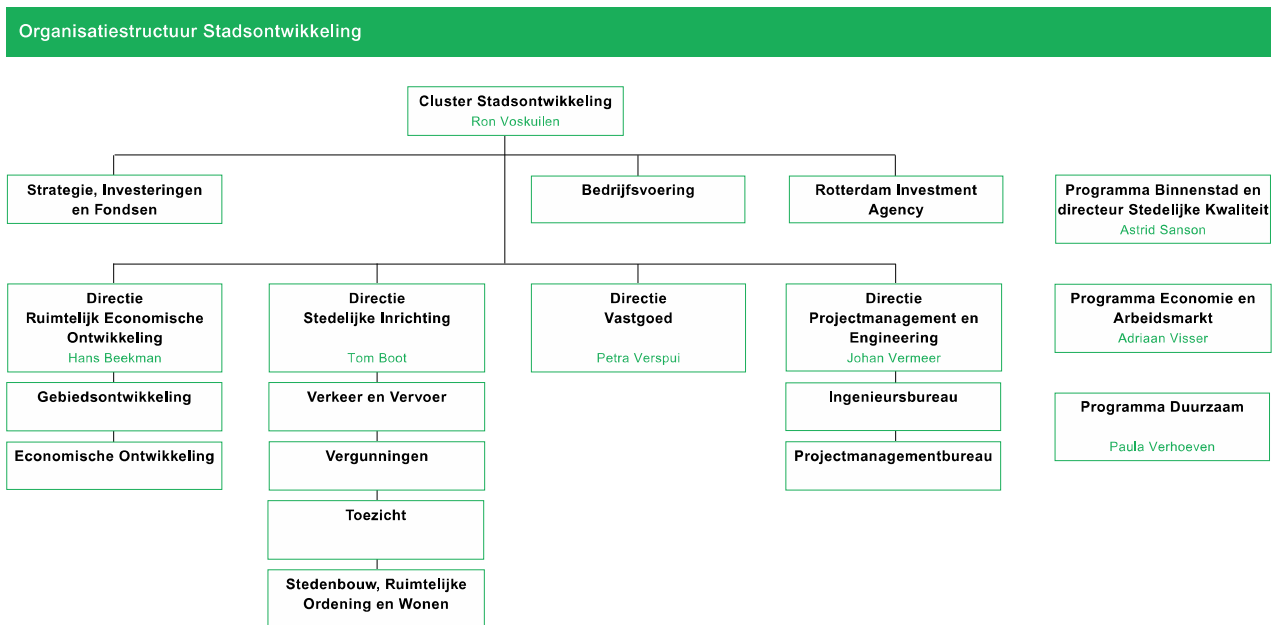 Organisatiestructuur Stadsontwikkeling
Cluster Stadsontwikkeling
Ron Voskuilen
Strategie, Investeringen
en Fondsen
Bedrijfsvoering
Rotterdam Investment
Agency
Programma Binnenstad en
directeur Stedelijke Kwaliteit
Astrid Sanson
Directie
Ruimtelijk Economische
Ontwikkeling
Hans Beekman
Directie
Stedelijke Inrichting
Tom Boot
Directie
Vastgoed
Petra Verspui
Directie
Projectmanagement en
Engineering
Johan Vermeer
Programma Economie en
Arbeidsmarkt
Adriaan Visser
Gebiedsontwikkeling
Verkeer en Vervoer
Ingenieursbureau
Programma Duurzaam
Paula Verhoeven
Economische Ontwikkeling
Vergunningen
Projectmanagementbureau
Toezicht
Stedenbouw, Ruimtelijke
Ordening en Wonen